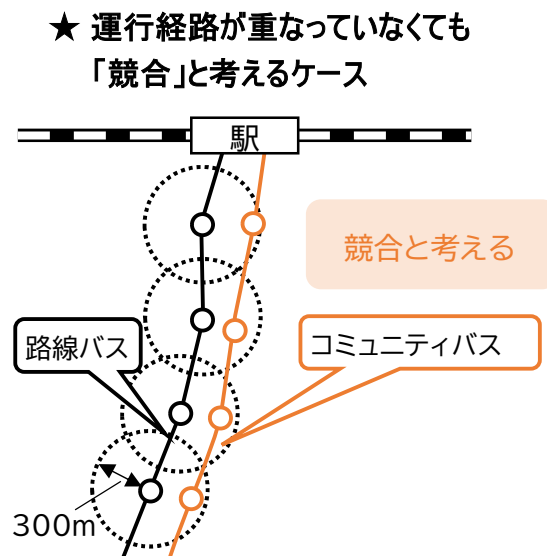 ★ 運行経路が重なっていなくても
「競合」と考えるケース
駅
競合と考える
路線バス
コミュニティバス
300m